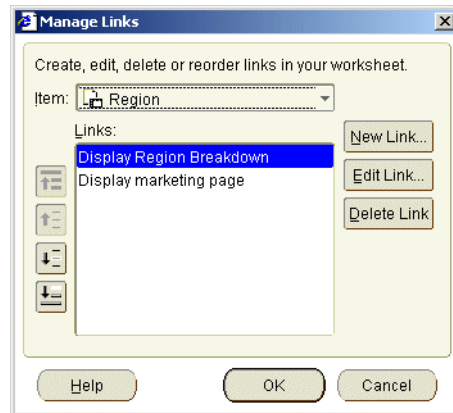 Manage Links
Create, edit, delete or reorder links in your worksheet.
Item: Region
Links:
New Link...
Display Region Breakdown
Display marketing page
Edit Link...
Delete Link
Help OK Cancel